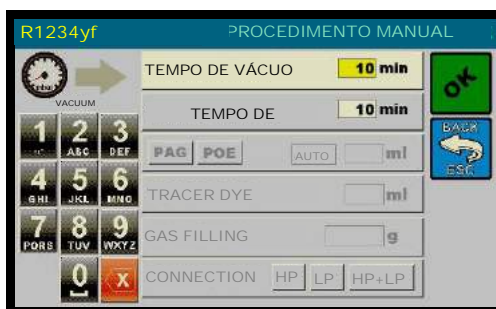 R1234yf PROCEDIMENTO MANUAL
TEMPO DE VÁCUO 10 min
VACUUM
TEMPO DE 10 min
OK
1 2 ABC 3 DEF
PAG POE AUTO ml
BACK
ESC
4 GHI 5 JKL 6 MNO
TRACER DYE ml
7 PQRS 8 TUV 9 WXYZ
GAS FILLING g
0 X
CONNECTION HP LP HP+LP